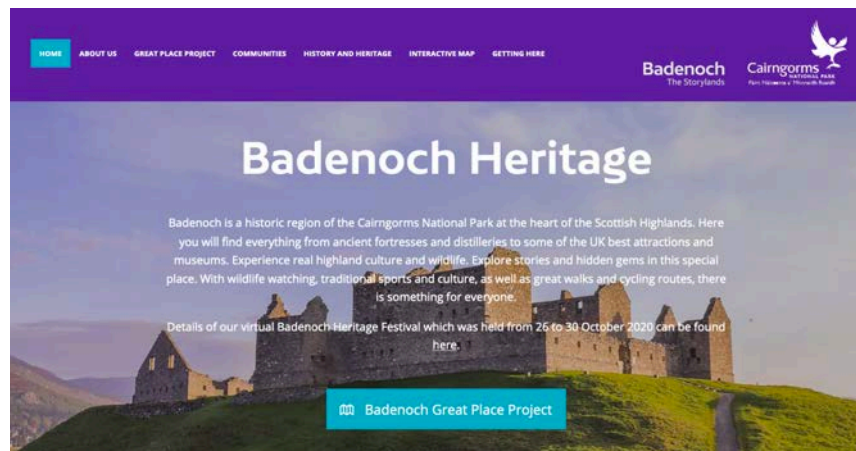 HOME ABOUT US GREAT PLACE PROJECT COMMUNITIES HISTORY AND HERITAGE INTERACTIVE MAP GETTING HERE
Badenoch
The Storylands
Cairngorms
NATIONAL PARK
Badenoch Heritage
Badenoch is a historic region of the Cairngorms National Park at the heart of the Scottish Highlands. Here
you will find everything from ancient fortresses and distilleries to some of the UK best attractions and
museums. Experience real highland culture and wildlife. Explore stories and hidden gems in this special
place. With wildlife watching, traditional sports and culture, as well as great walks and cycling routes, there
is something for everyone.
Details of our virtual Badenoch Heritage Festival which was held from 26 to 30 October 2020 can be found
here.
Badenoch Great Place Project